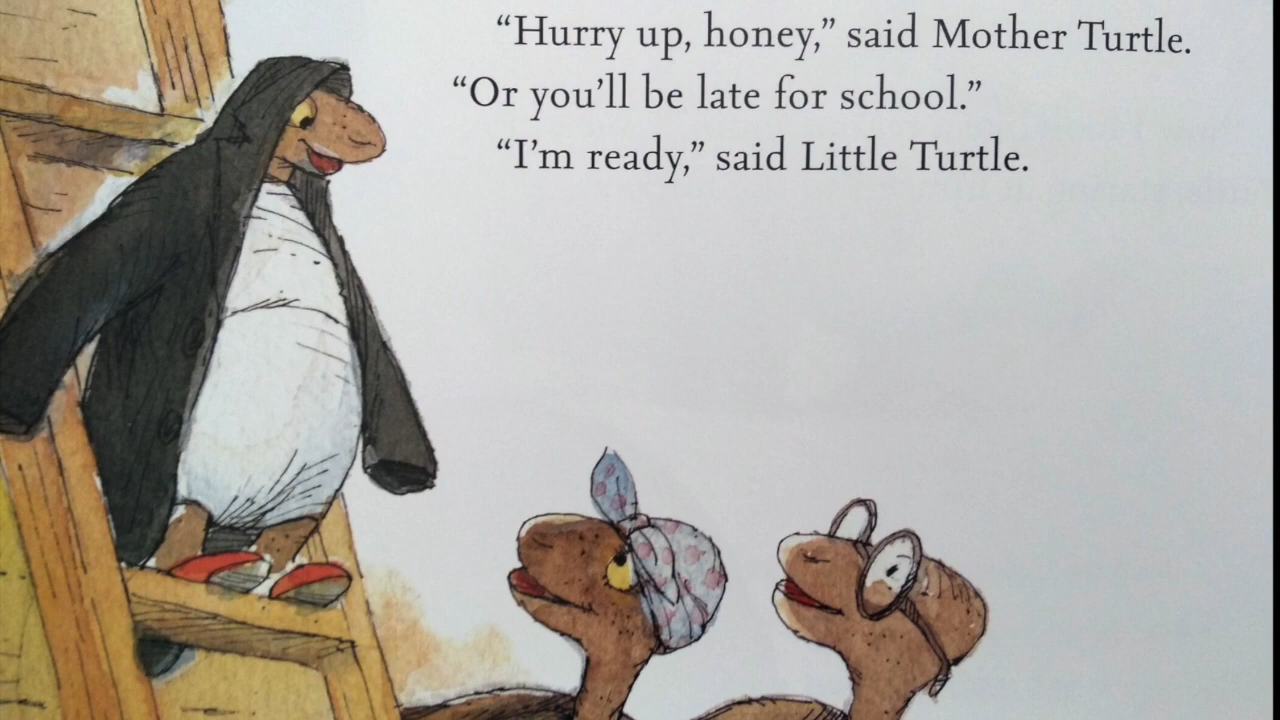 “Hurry up, honey,” said Mother Turtle.
“Or you’ll be late for school.”
“I’m ready,” said Little Turtle.